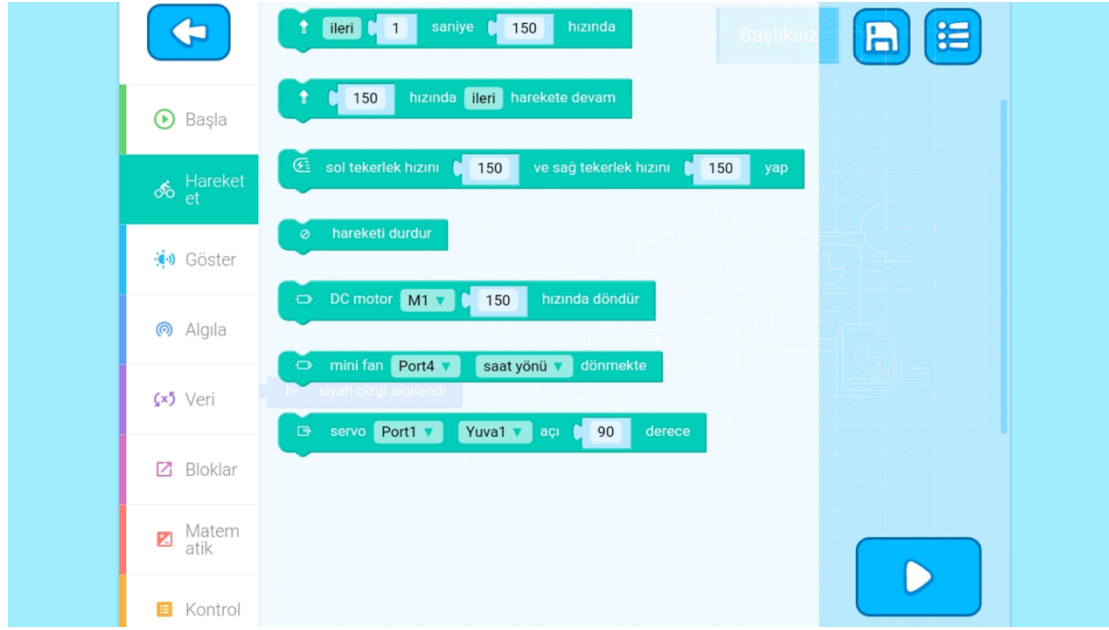 ileri 1 saniye 150 hızında
Başlıksız
150 hızında ileri harekete devam
Başla
sol tekerlek hızını 150 ve sağ tekerlek hızını 150 yap
Hareket
et
hareketi durdur
Göster
DC motor M1 150 hızında döndür
Algıla
mini fan Port4 saat yönü dönmekte
siyah çizgi algılandı
Veri
servo Port1 Yuva1 açı 90 derece
Bloklar
Matem
atik
Kontrol